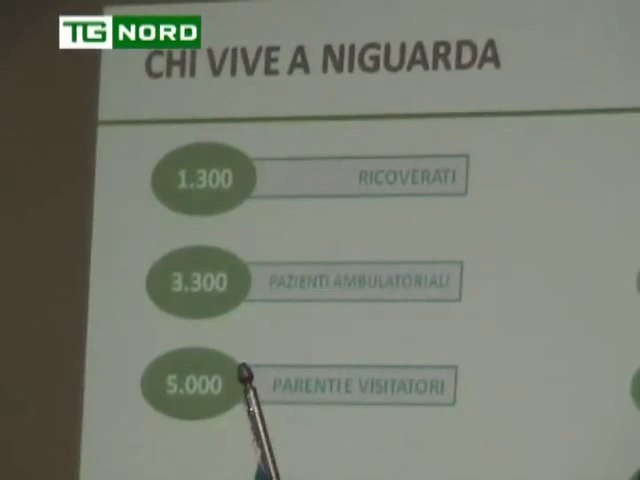 TG NORD
CHI VIVE A NIGUARDA
1.300 RICOVERATI
3.300 PAZIENTI AMBULATORIALI
5.000 PARENTI E VISITATORI